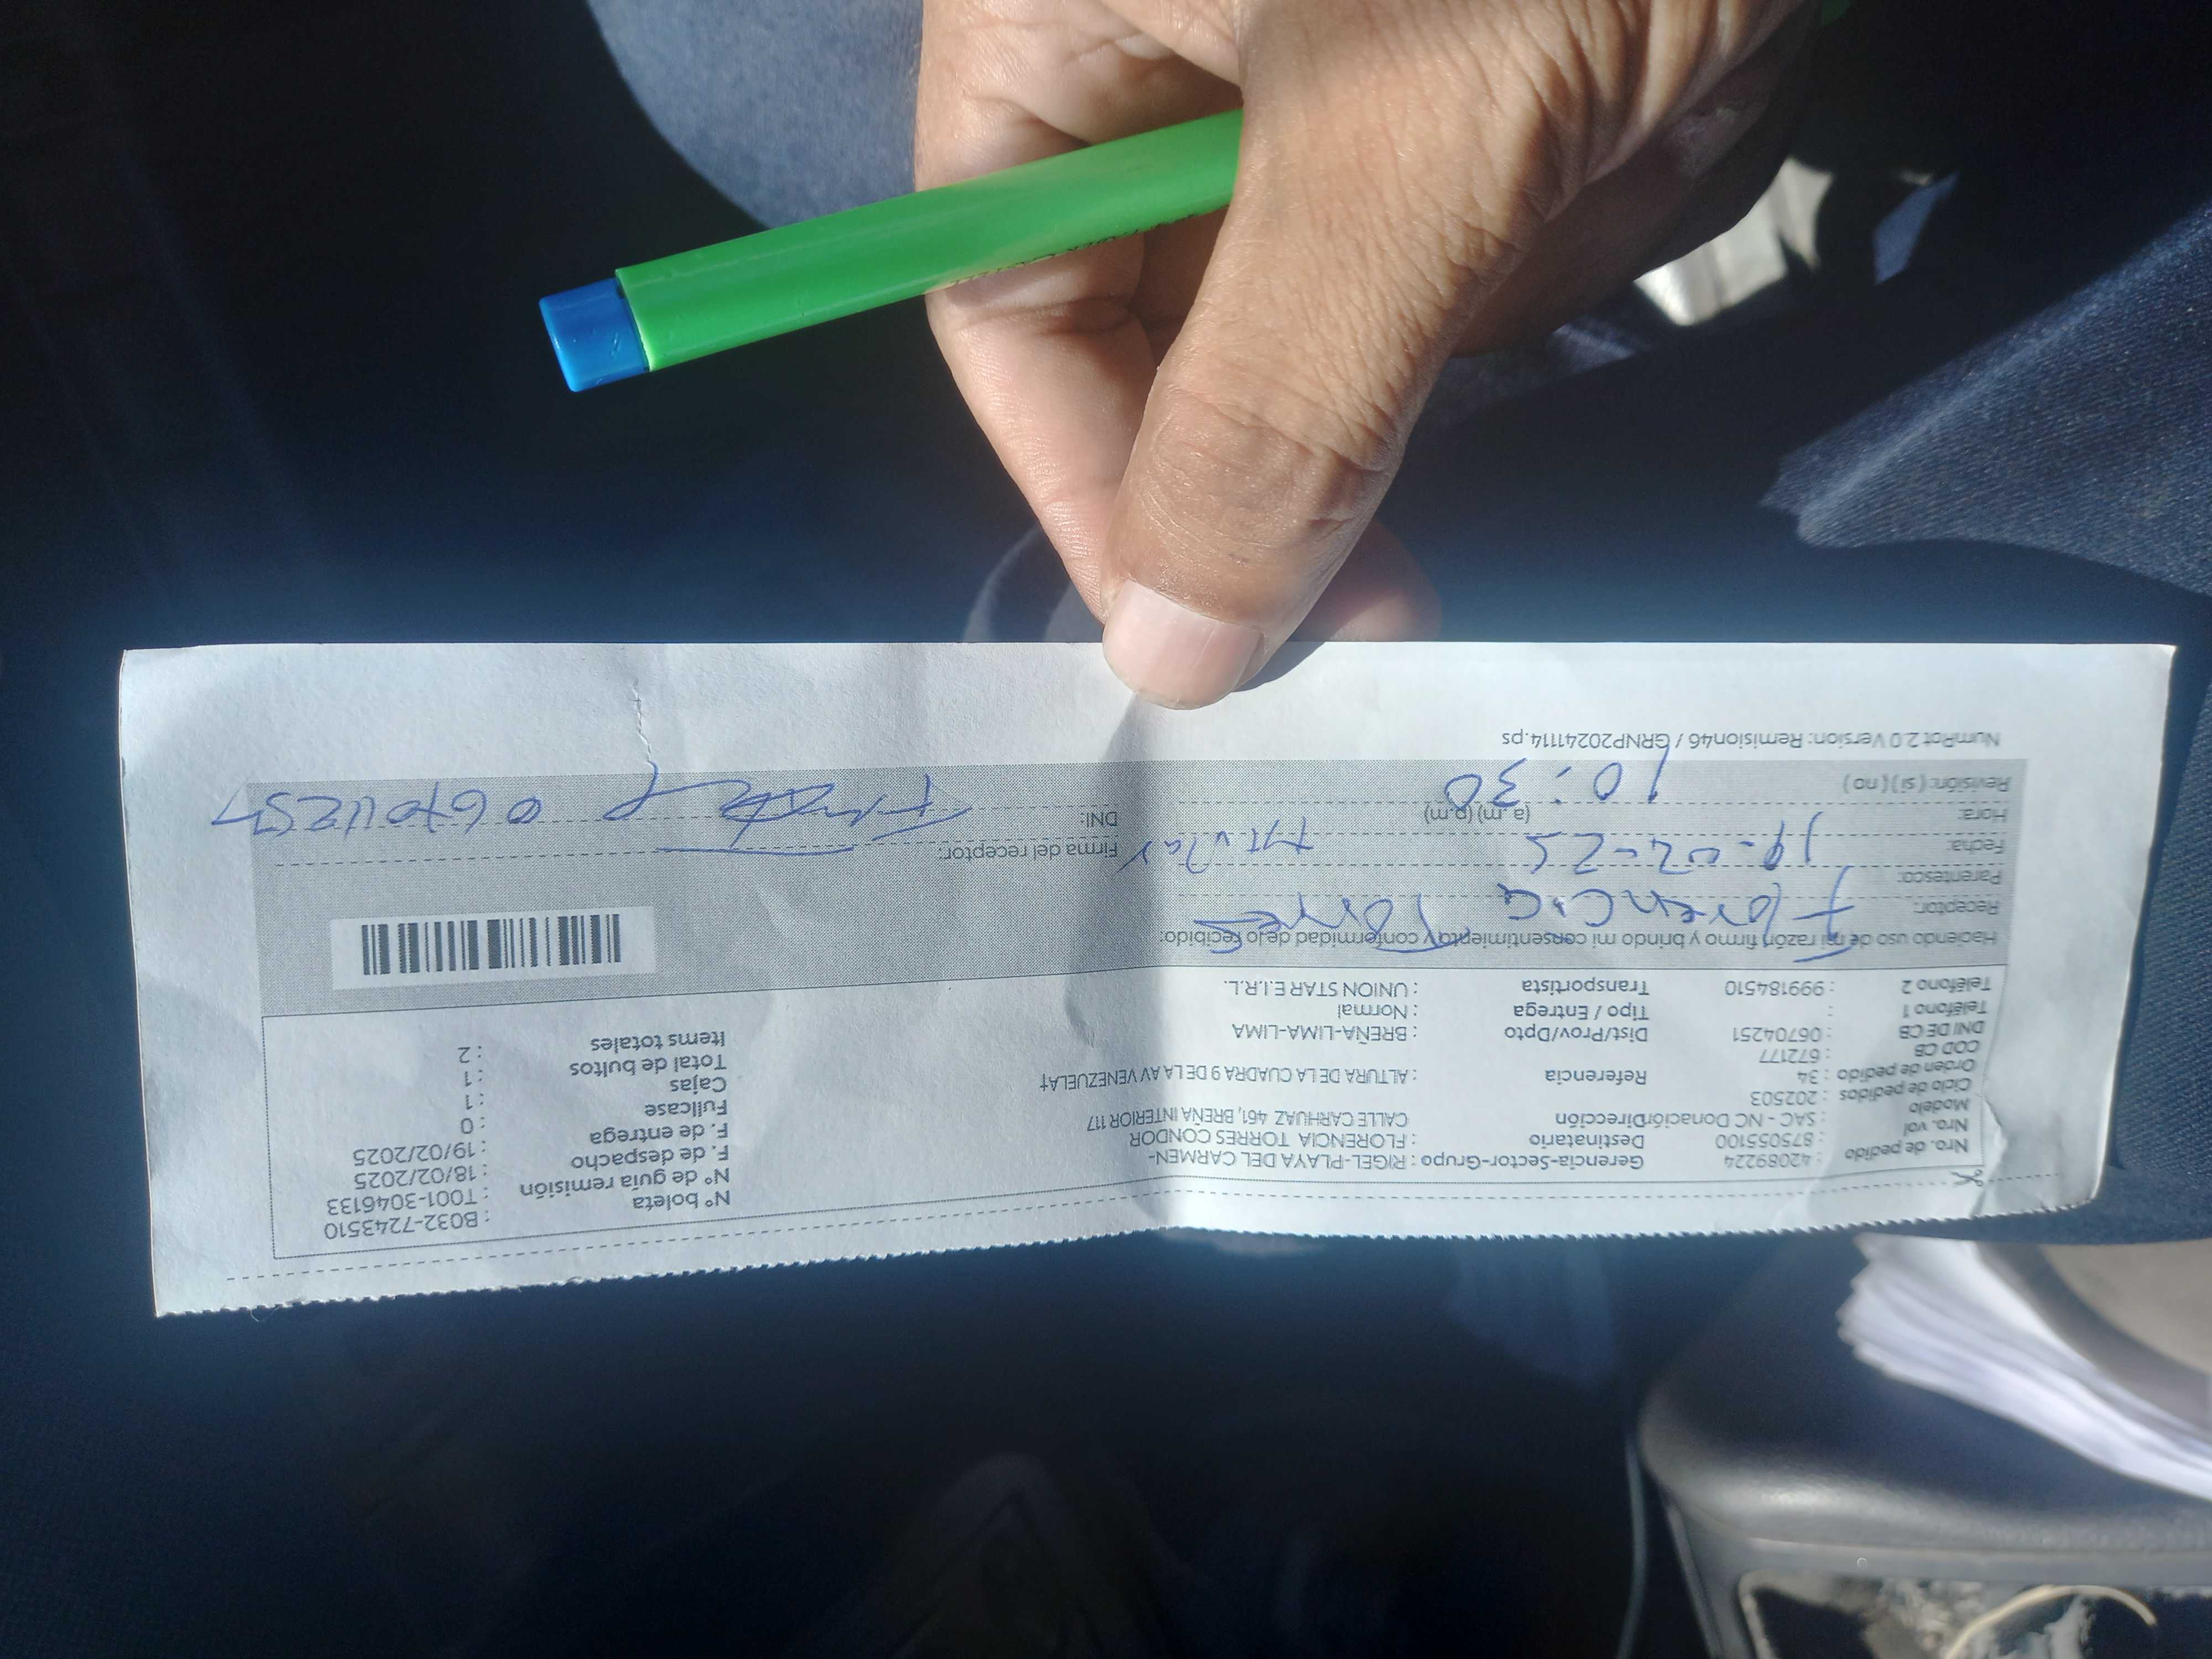 Nro. de pedido : 42089224 Gerencia-Sector-Grupo : RIGEL-PLAYA DEL CARMEN-
Nro. vol : 875055100 Destinatario : FLORENCIA TORRES CONDOR
Modelo : SAC - NC Donación Dirección CALLE CARHUAZ 461, BREÑA INTERIOR 117
Ciclo de pedidos : 202503
Orden de pedido : 34 Referencia : ALTURA DE LA CUADRA 9 DE LA AV VENEZUELA†
COD CB : 672177
DNI DE CB : 06704251 Dist/Prov/Dpto : BREÑA-LIMA-LIMA
Teléfono 1 : Tipo / Entrega : Normal
Teléfono 2 : 999184510 Transportista : UNION STAR E.I.R.L.
N° boleta : B032-7243510
N° de guía remisión : T001-3046133
F. de despacho : 18/02/2025
F. de entrega : 19/02/2025
Fullcase : 0
Cajas : 1
Total de bultos : 1
Items totales : 2
Haciendo uso de mi razón firmo y brindo mi consentimiento y conformidad de lo recibido:
Receptor: Florencia Torres
Parentesco:
Fecha: 19-02-25
Hora: 10:30 (a.m) (p.m)
Revisión: ( si ) ( no )
Firma del receptor:
DNI:
NumRot 2.0 Version: Remision46 / GRNP20241114.ps